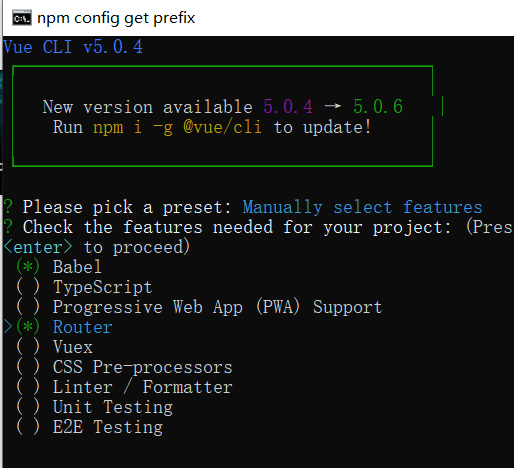 npm config get prefix
Vue CLI v5.0.4
New version available 5.0.4 → 5.0.6
Run npm i -g @vue/cli to update!
? Please pick a preset: Manually select features
? Check the features needed for your project: (Pres
<enter> to proceed)
(*) Babel
( ) TypeScript
( ) Progressive Web App (PWA) Support
>(*) Router
( ) Vuex
( ) CSS Pre-processors
( ) Linter / Formatter
( ) Unit Testing
( ) E2E Testing